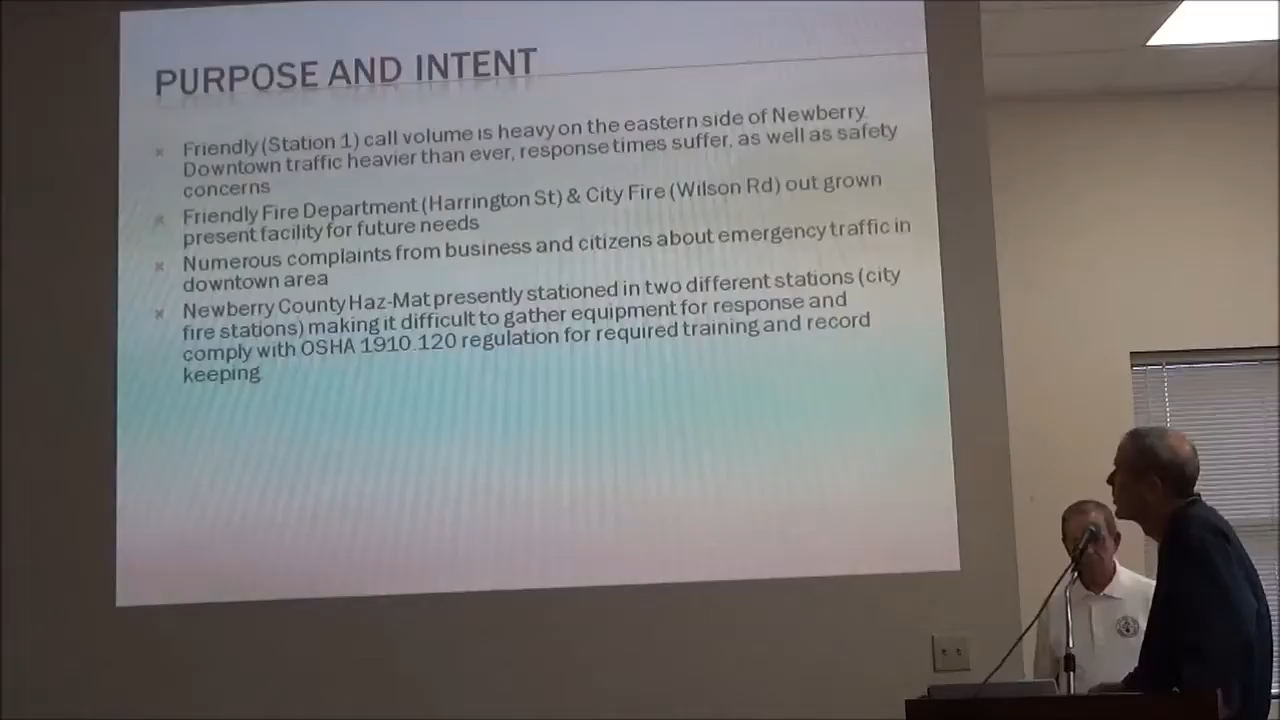 PURPOSE AND INTENT
Friendly (Station 1) call volume is heavy on the eastern side of Newberry.
Downtown traffic heavier than ever, response times suffer, as well as safety
concerns
Friendly Fire Department (Harrington St) & City Fire (Wilson Rd) out grown
present facility for future needs
Numerous complaints from business and citizens about emergency traffic in
downtown area
Newberry County Haz-Mat presently stationed in two different stations (city
fire stations) making it difficult to gather equipment for response and
comply with OSHA 1910.120 regulation for required training and record
keeping